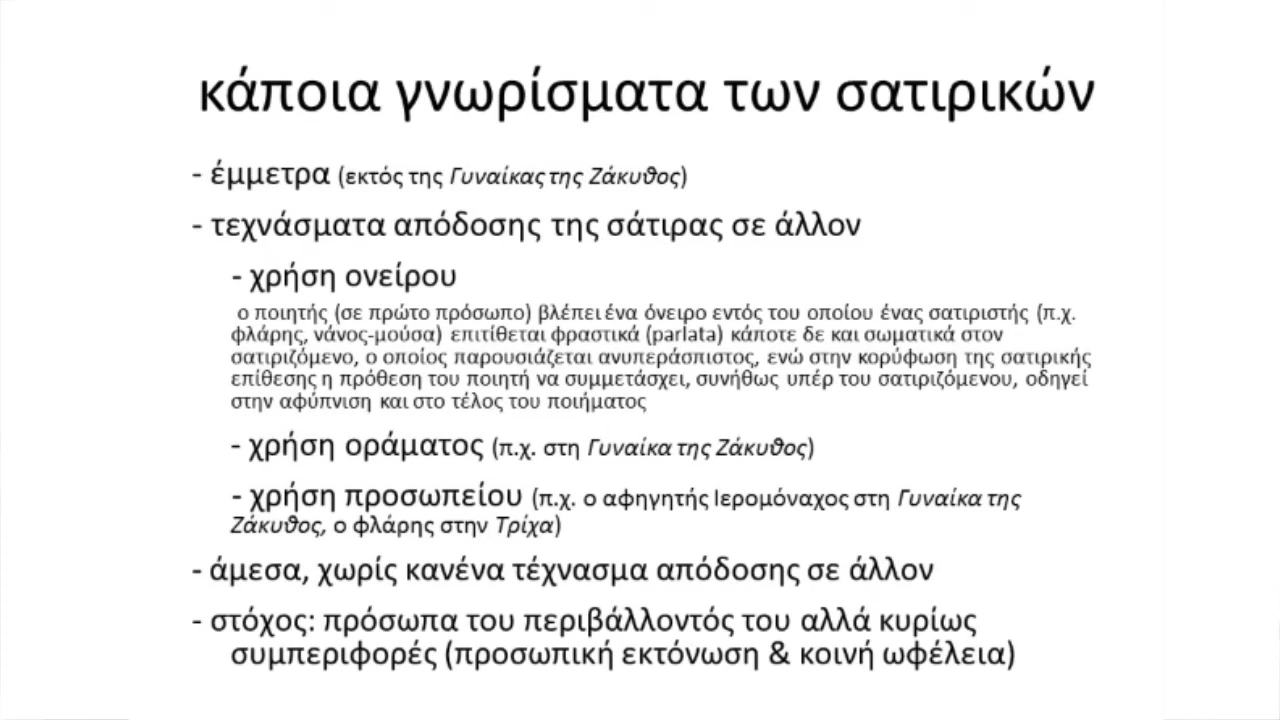 κάποια γνωρίσματα των σατιρικών
- έμμετρα (εκτός της Γυναίκας της Ζάκυθος)
- τεχνάσματα απόδοσης της σάτιρας σε άλλον
- χρήση ονείρου
ο ποιητής (σε πρώτο πρόσωπο) βλέπει ένα όνειρο εντός του οποίου ένας σατιριστής (π.χ.
φλάρης, νάνος-μούσα) επιτίθεται φραστικά (parlata) κάποτε δε και σωματικά στον
σατιριζόμενο, ο οποίος παρουσιάζεται ανυπεράσπιστος, ενώ στην κορύφωση της σατιρικής
επίθεσης η πρόθεση του ποιητή να συμμετάσχει, συνήθως υπέρ του σατιριζόμενου, οδηγεί
στην αφύπνιση και στο τέλος του ποιήματος
- χρήση οράματος (π.χ. στη Γυναίκα της Ζάκυθος)
- χρήση προσωπείου (π.χ. ο αφηγητής Ιερομόναχος στη Γυναίκα της
Ζάκυθος, ο φλάρης στην Τρίχα)
- άμεσα, χωρίς κανένα τέχνασμα απόδοσης σε άλλον
- στόχος: πρόσωπα του περιβάλλοντός του αλλά κυρίως
συμπεριφορές (προσωπική εκτόνωση & κοινή ωφέλεια)